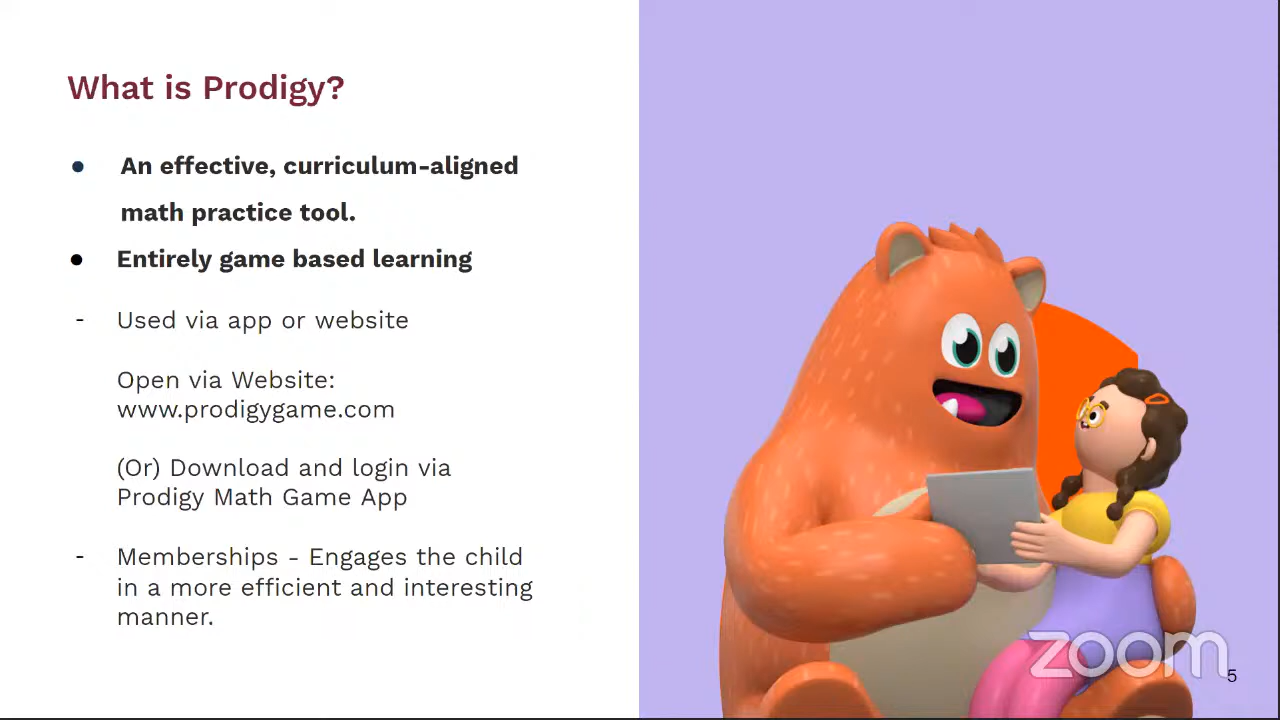 What is Prodigy?
● An effective, curriculum-aligned
math practice tool.
● Entirely game based learning
- Used via app or website
Open via Website:
www.prodigygame.com
(Or) Download and login via
Prodigy Math Game App
- Memberships - Engages the child
in a more efficient and interesting
manner.
zoom
5